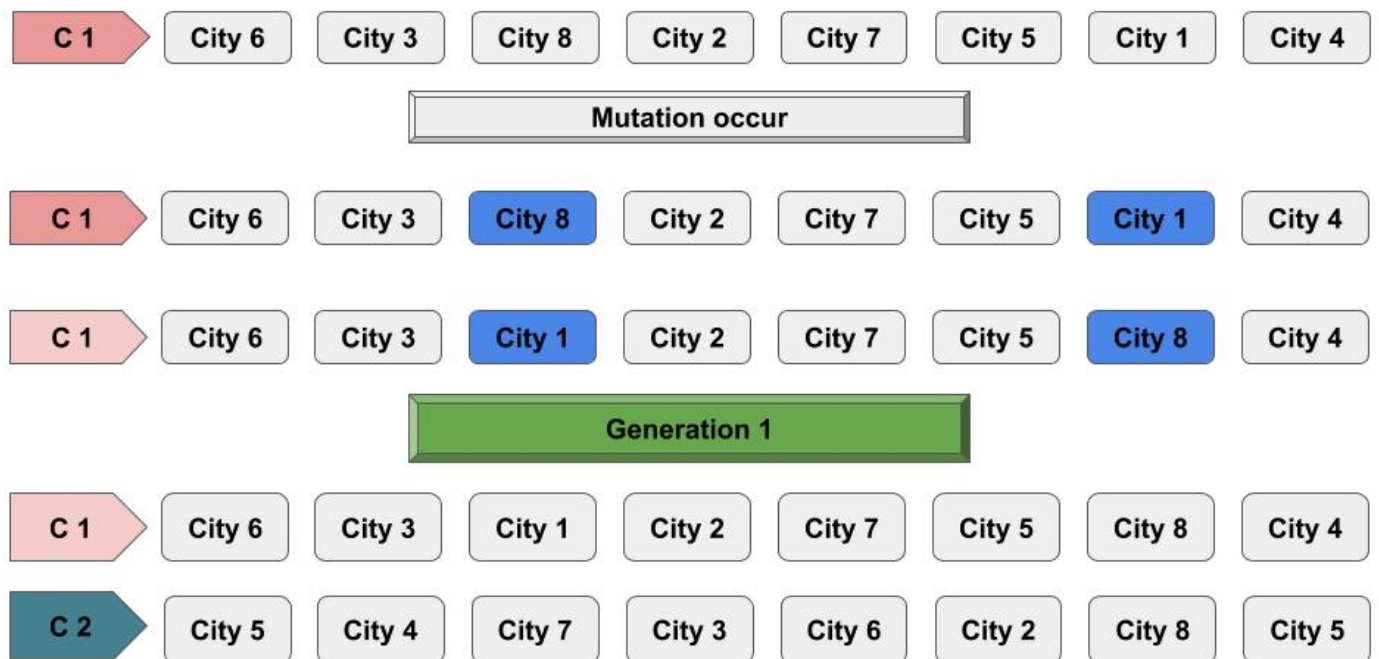 C 1 City 6 City 3 City 8 City 2 City 7 City 5 City 1 City 4
Mutation occur
C 1 City 6 City 3 City 8 City 2 City 7 City 5 City 1 City 4
C 1 City 6 City 3 City 1 City 2 City 7 City 5 City 8 City 4
Generation 1
C 1 City 6 City 3 City 1 City 2 City 7 City 5 City 8 City 4
C 2 City 5 City 4 City 7 City 3 City 6 City 2 City 8 City 5